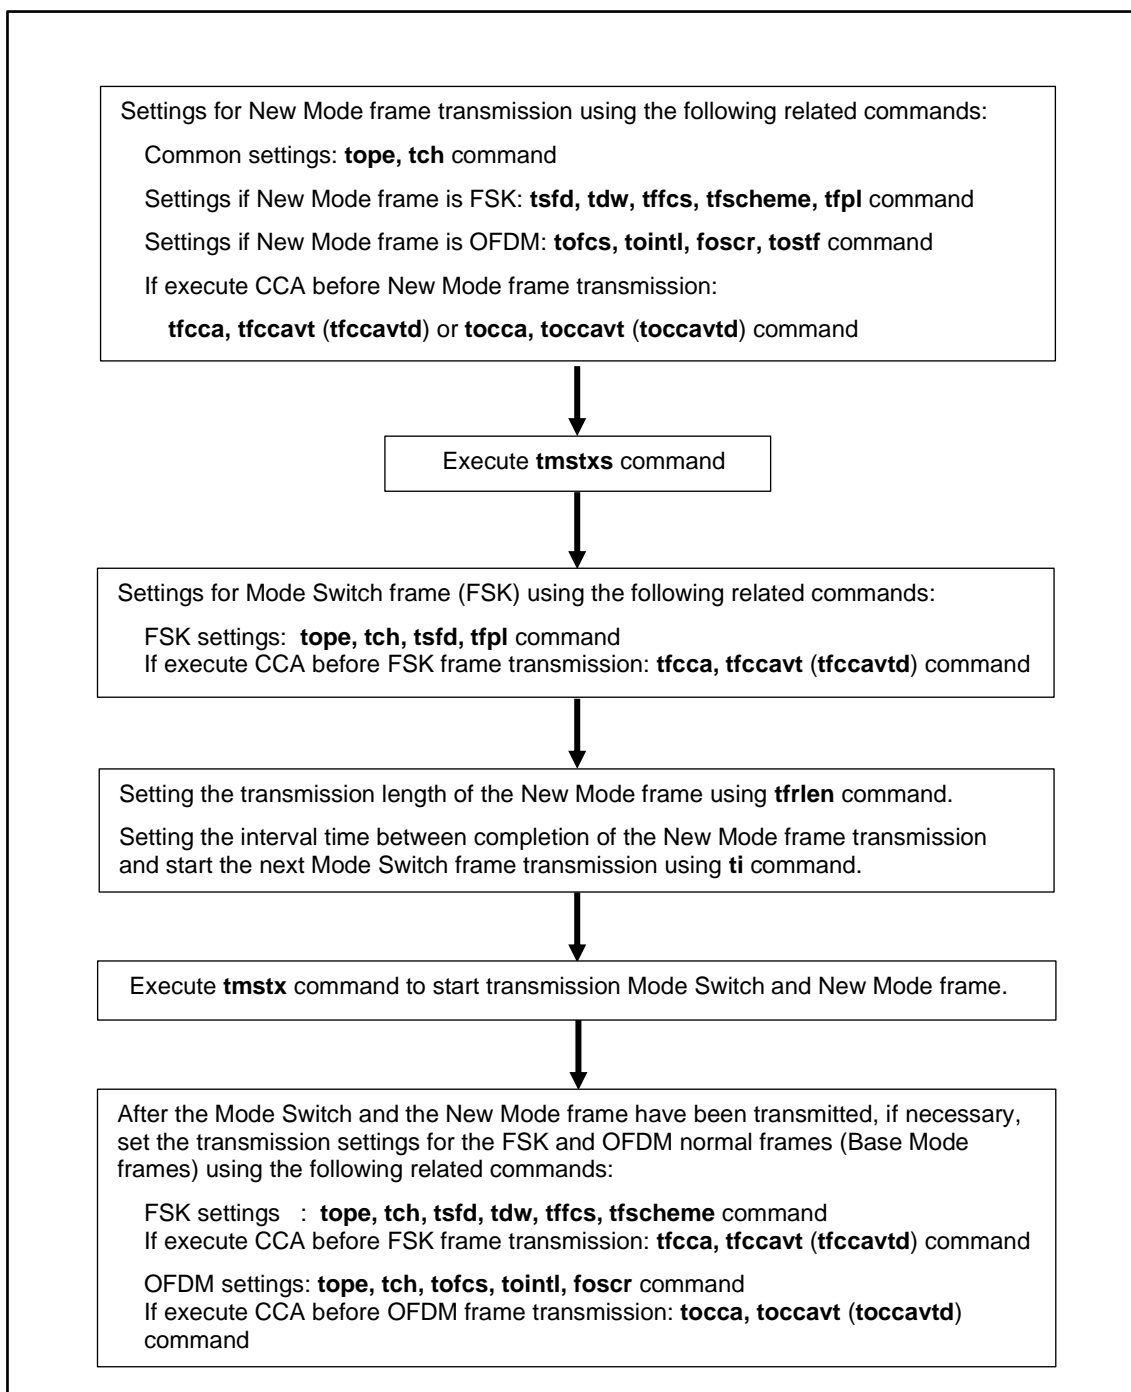 Settings for New Mode frame transmission using the following related commands:
Common settings: tope, tch command
Settings if New Mode frame is FSK: tsfd, tdw, tffcs, tfscheme, tfpl command
Settings if New Mode frame is OFDM: tofcs, tointl, foscr, tostf command
If execute CCA before New Mode frame transmission:
tfcca, tfccavt (tfccavtd) or tocca, toccavt (toccavtd) command
Execute tmstxs command
Settings for Mode Switch frame (FSK) using the following related commands:
FSK settings: tope, tch, tsfd, tfpl command
If execute CCA before FSK frame transmission: tfcca, tfccavt (tfccavtd) command
Setting the transmission length of the New Mode frame using tfrlen command.
Setting the interval time between completion of the New Mode frame transmission
and start the next Mode Switch frame transmission using ti command.
Execute tmstx command to start transmission Mode Switch and New Mode frame.
After the Mode Switch and the New Mode frame have been transmitted, if necessary,
set the transmission settings for the FSK and OFDM normal frames (Base Mode
frames) using the following related commands:
FSK settings : tope, tch, tsfd, tdw, tffcs, tfscheme command
If execute CCA before FSK frame transmission: tfcca, tfccavt (tfccavtd) command
OFDM settings: tope, tch, tofcs, tointl, foscr command
If execute CCA before OFDM frame transmission: tocca, toccavt (toccavtd)
command